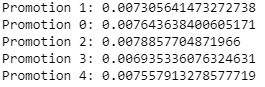 Promotion 1: 0.007305641473272738
Promotion 0: 0.007643638400605171
Promotion 2: 0.0078857704871966
Promotion 3: 0.006935336076324631
Promotion 4: 0.007557913278577719